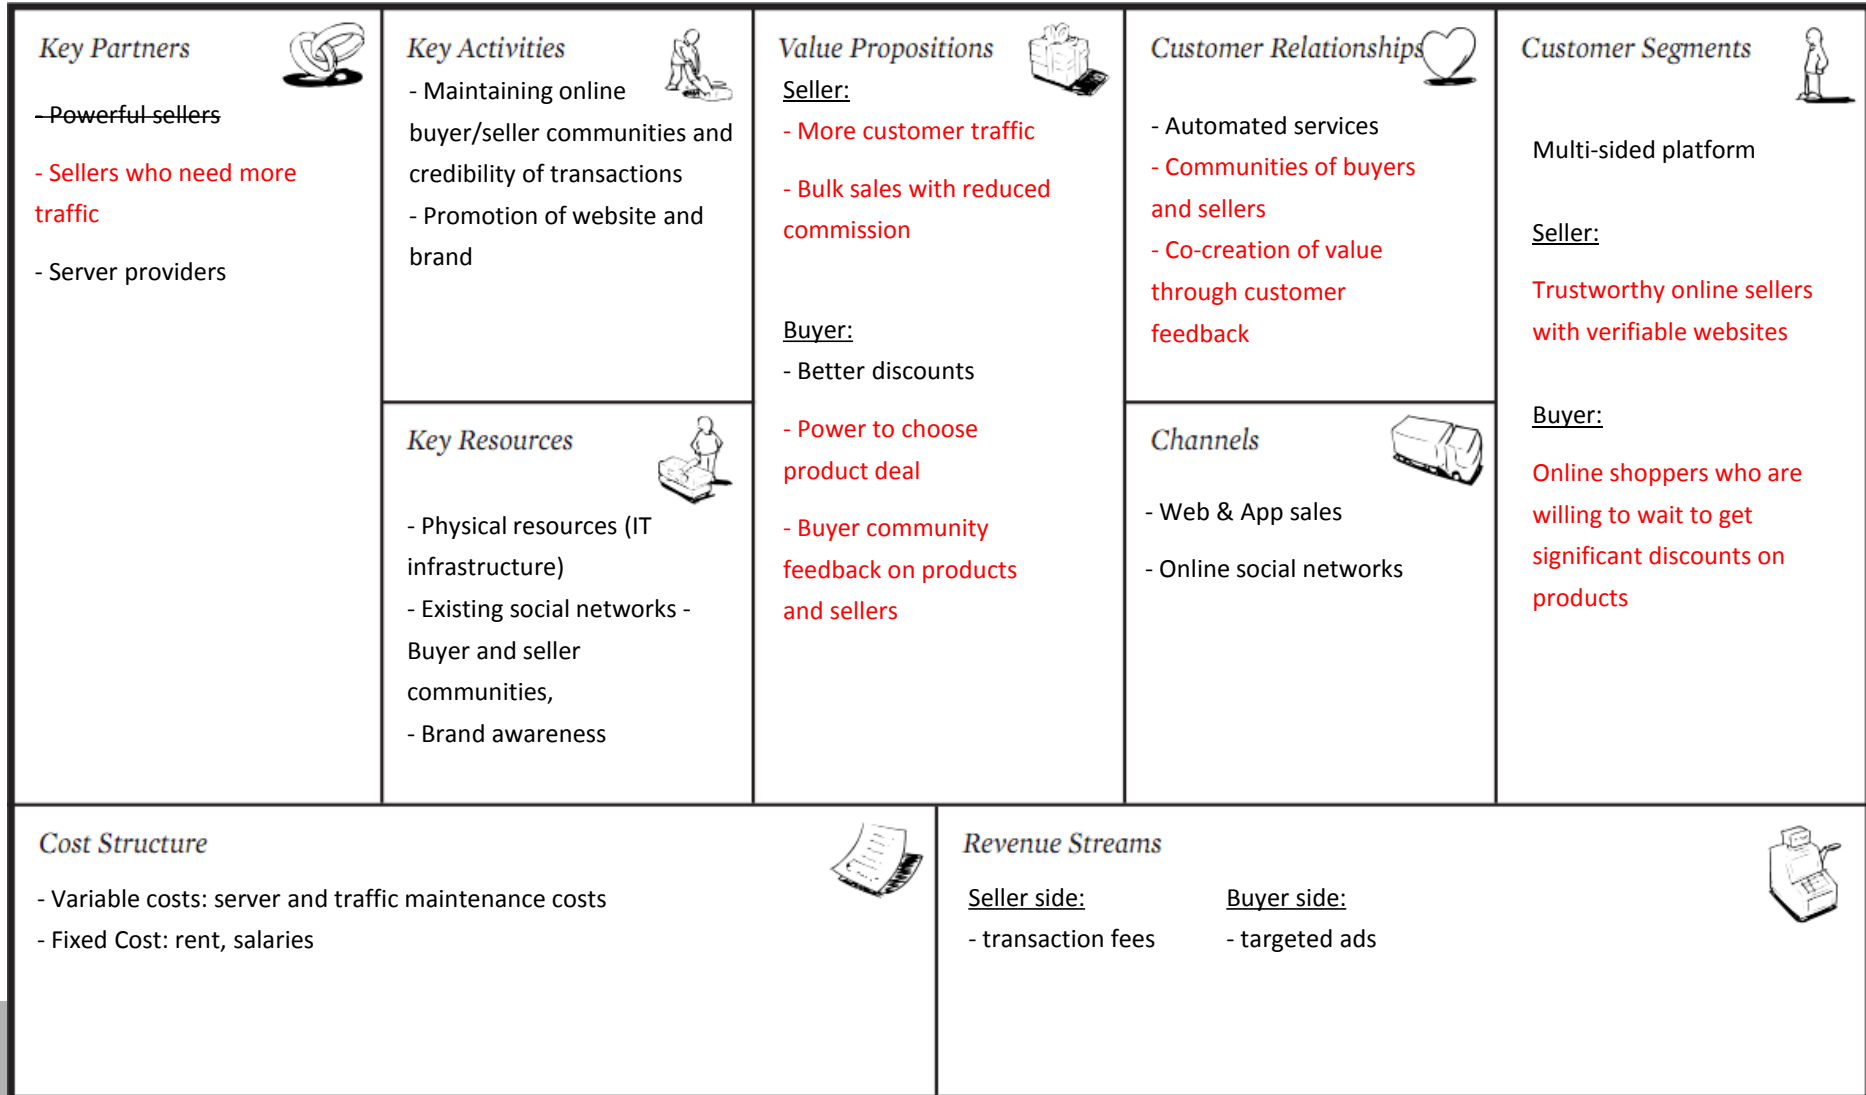 Key Partners
- Powerful sellers
- Sellers who need more
traffic
- Server providers
Key Activities
- Maintaining online
buyer/seller communities and
credibility of transactions
- Promotion of website and
brand
Key Resources
- Physical resources (IT
infrastructure)
- Existing social networks -
Buyer and seller
communities,
- Brand awareness
Value Propositions
Seller:
- More customer traffic
- Bulk sales with reduced
commission
Buyer:
- Better discounts
- Power to choose
product deal
- Buyer community
feedback on products
and sellers
Customer Relationships
- Automated services
- Communities of buyers
and sellers
- Co-creation of value
through customer
feedback
Channels
- Web & App sales
- Online social networks
Customer Segments
Multi-sided platform
Seller:
Trustworthy online sellers
with verifiable websites
Buyer:
Online shoppers who are
willing to wait to get
significant discounts on
products
Cost Structure
- Variable costs: server and traffic maintenance costs
- Fixed Cost: rent, salaries
Revenue Streams
Seller side:
- transaction fees
Buyer side:
- targeted ads